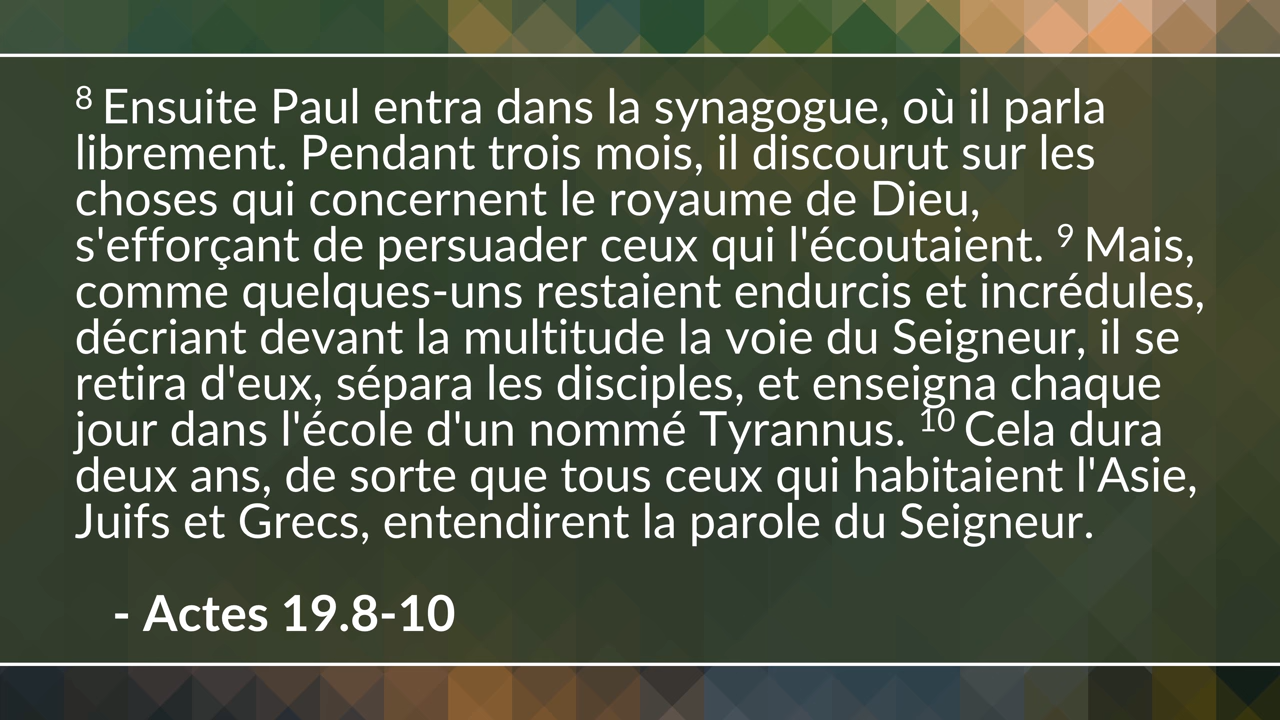 8 Ensuite Paul entra dans la synagogue, où il parla
librement. Pendant trois mois, il discourut sur les
choses qui concernent le royaume de Dieu,
s'efforçant de persuader ceux qui l'écoutaient. 9 Mais,
comme quelques-uns restaient endurcis et incrédules,
décriant devant la multitude la voie du Seigneur, il se
retira d'eux, sépara les disciples, et enseigna chaque
jour dans l'école d'un nommé Tyrannus. 10 Cela dura
deux ans, de sorte que tous ceux qui habitaient l'Asie,
Juifs et Grecs, entendirent la parole du Seigneur.
- Actes 19.8-10